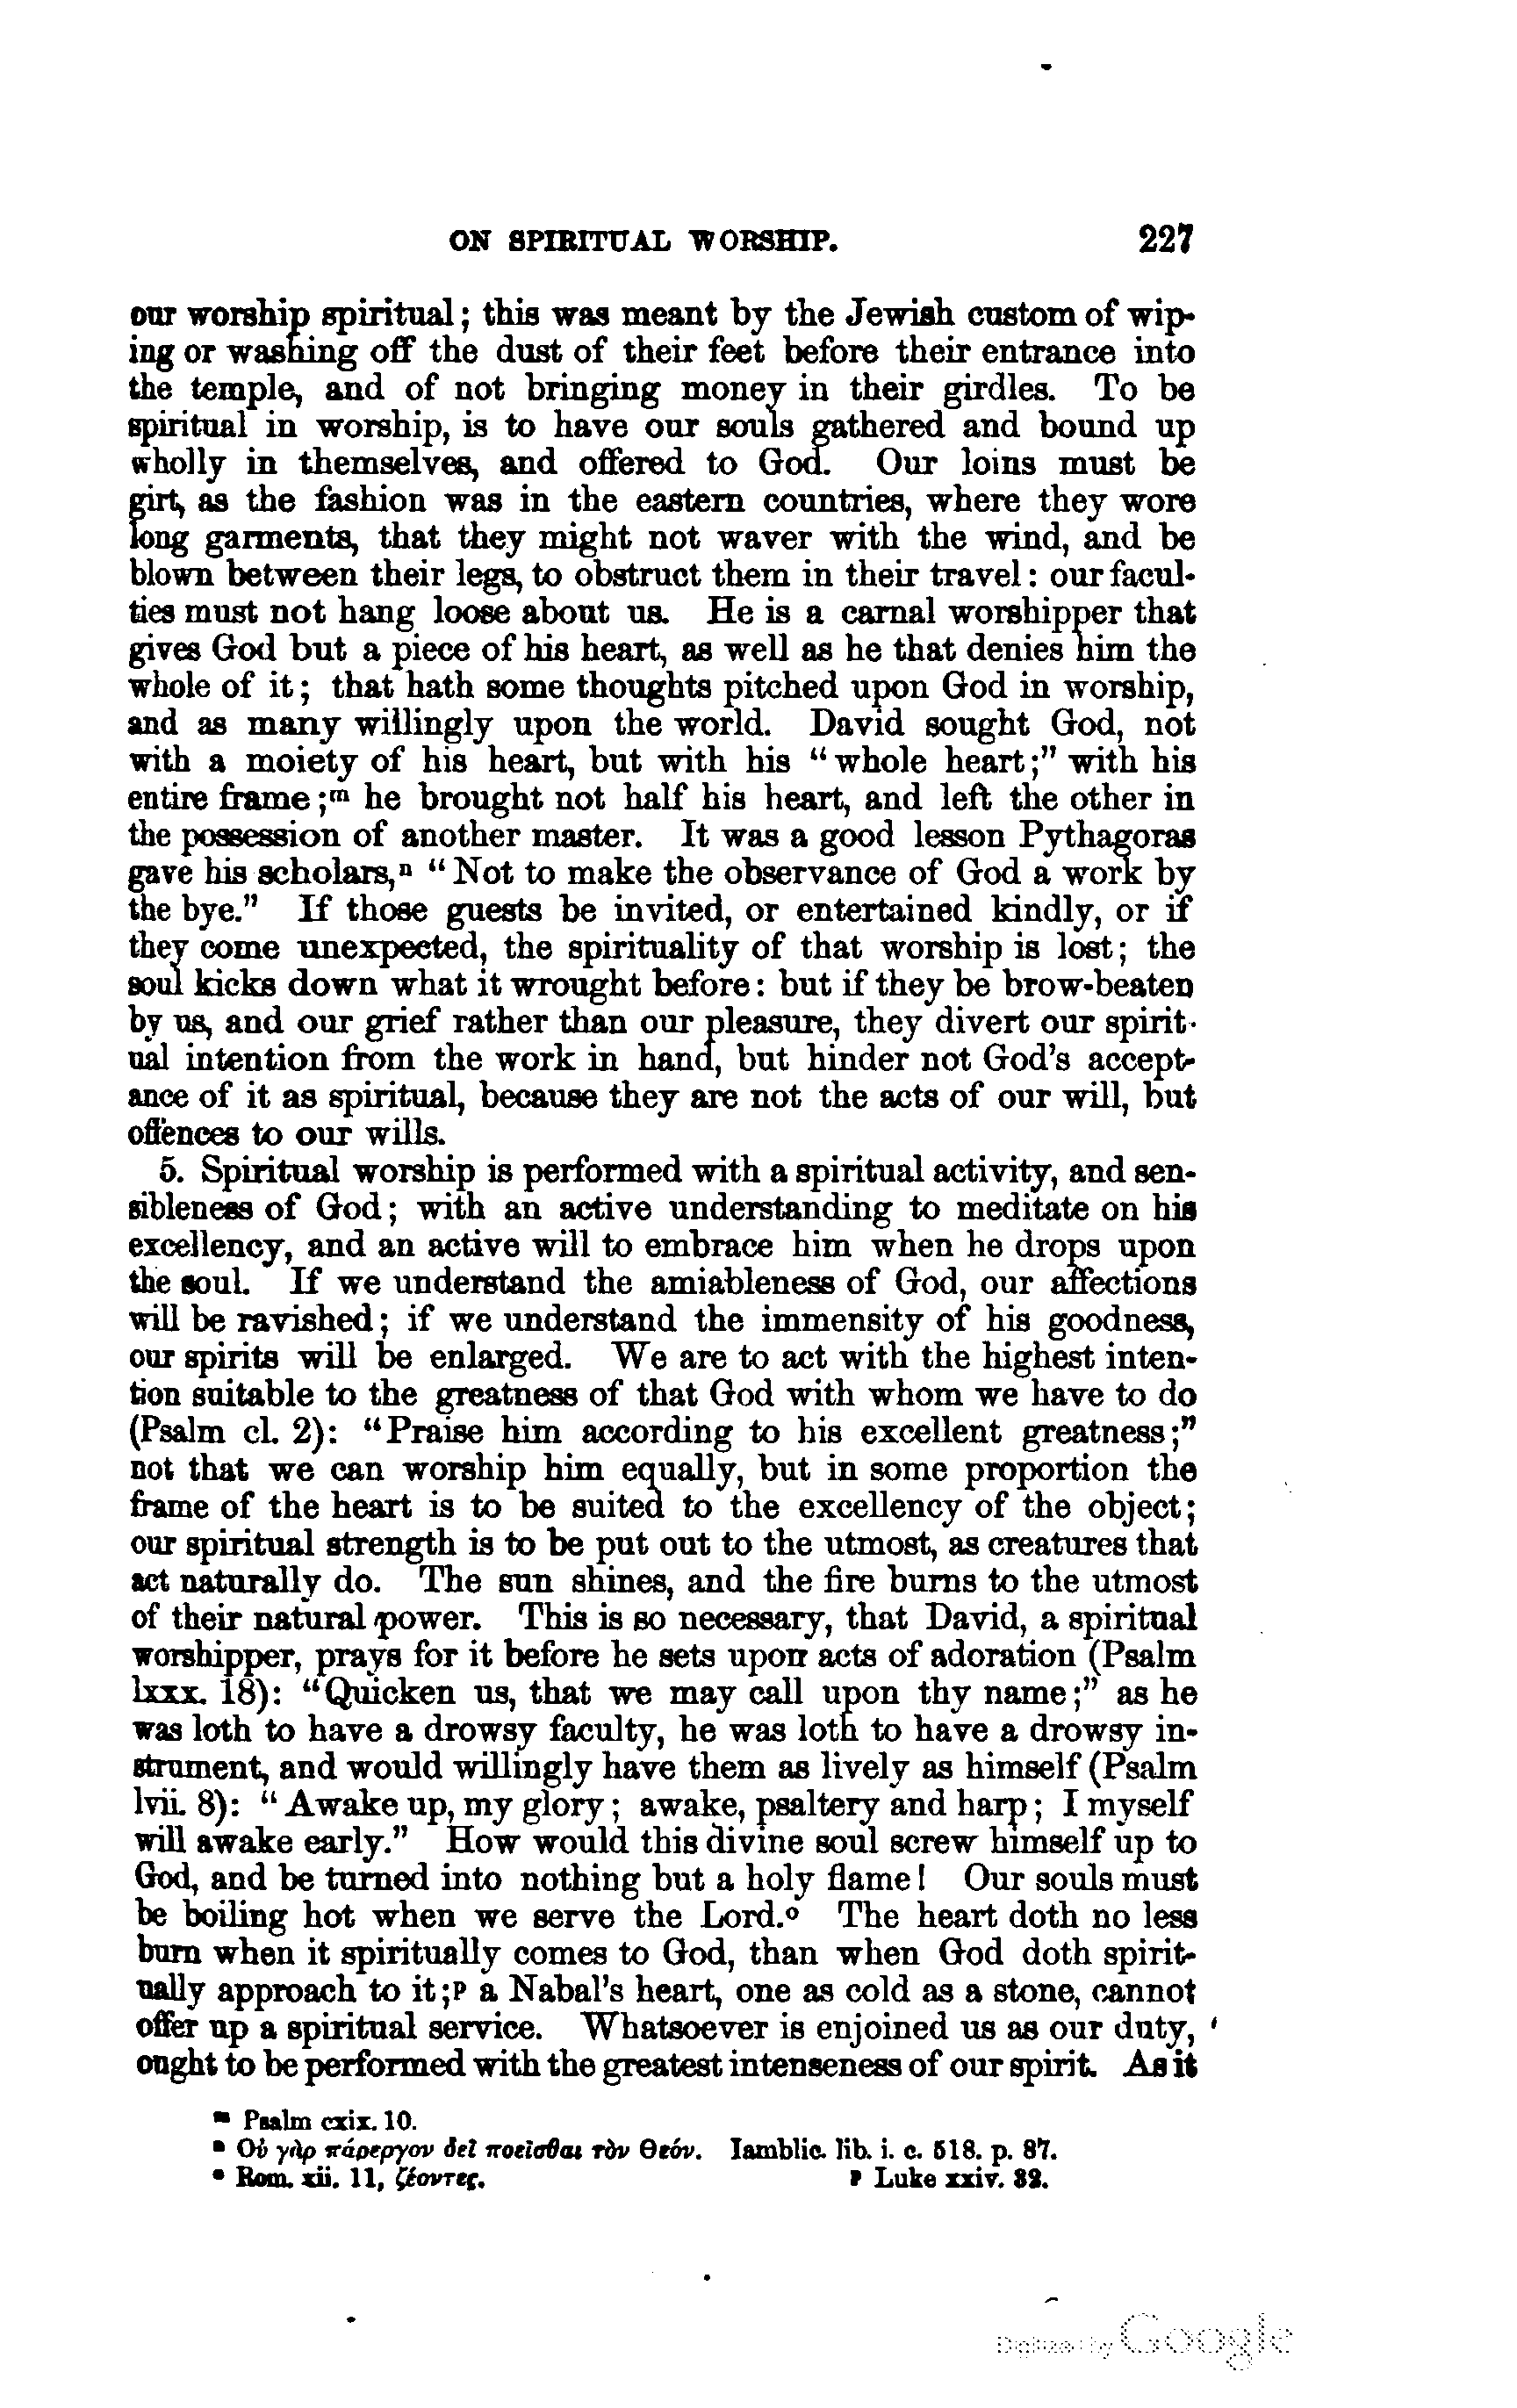 ON SPIRITUAL WORSHIP. 227
our worship spiritual; this was meant by the Jewish custom of wip-
ing or washing off the dust of their feet before their entrance into
the temple, and of not bringing money in their girdles. To be
spiritual in worship, is to have our souls gathered and bound up
wholly in themselves, and offered to God. Our loins must be
girt, as the fashion was in the eastern countries, where they wore
long garments, that they might not waver with the wind, and be
blown between their legs, to obstruct them in their travel: our facul-
ties must not hang loose about us. He is a carnal worshipper that
gives God but a piece of his heart, as well as he that denies him the
whole of it; that hath some thoughts pitched upon God in worship,
and as many willingly upon the world. David sought God, not
with a moiety of his heart, but with his "whole heart;" with his
entire frame;ᵐ he brought not half his heart, and left the other in
the possession of another master. It was a good lesson Pythagoras
gave his scholars,ⁿ "Not to make the observance of God a work by
the bye." If those guests be invited, or entertained kindly, or if
they come unexpected, the spirituality of that worship is lost; the
soul kicks down what it wrought before: but if they be brow-beaten
by us, and our grief rather than our pleasure, they divert our spirit-
ual intention from the work in hand, but hinder not God's accept-
ance of it as spiritual, because they are not the acts of our will, but
offences to our wills.
5. Spiritual worship is performed with a spiritual activity, and sen-
sibleness of God; with an active understanding to meditate on his
excellency, and an active will to embrace him when he drops upon
the soul. If we understand the amiableness of God, our affections
will be ravished; if we understand the immensity of his goodness,
our spirits will be enlarged. We are to act with the highest inten-
tion suitable to the greatness of that God with whom we have to do
(Psalm cl. 2): "Praise him according to his excellent greatness;"
not that we can worship him equally, but in some proportion the
frame of the heart is to be suited to the excellency of the object;
our spiritual strength is to be put out to the utmost, as creatures that
act naturally do. The sun shines, and the fire burns to the utmost
of their natural power. This is so necessary, that David, a spiritual
worshipper, prays for it before he sets upon acts of adoration (Psalm
lxxx. 18): "Quicken us, that we may call upon thy name;" as he
was loth to have a drowsy faculty, he was loth to have a drowsy in-
strument, and would willingly have them as lively as himself (Psalm
lvii. 8): "Awake up, my glory; awake, psaltery and harp; I myself
will awake early." How would this divine soul screw himself up to
God, and be turned into nothing but a holy flame! Our souls must
be boiling hot when we serve the Lord.ᵒ The heart doth no less
burn when it spiritually comes to God, than when God doth spirit-
ually approach to it;ᵖ a Nabal's heart, one as cold as a stone, cannot
offer up a spiritual service. Whatsoever is enjoined us as our duty,
ought to be performed with the greatest intenseness of our spirit. As it
ᵐ Psalm cxix. 10.
ⁿ Οὐ γὰρ πάρεργον δεῖ ποιεῖσθαι τὸν Θεόν. Iamblic. lib. i. c. 518. p. 87.
ᵒ Rom. xii. 11, ζέοντες. ᵖ Luke xxiv. 32.
Digitized by Google